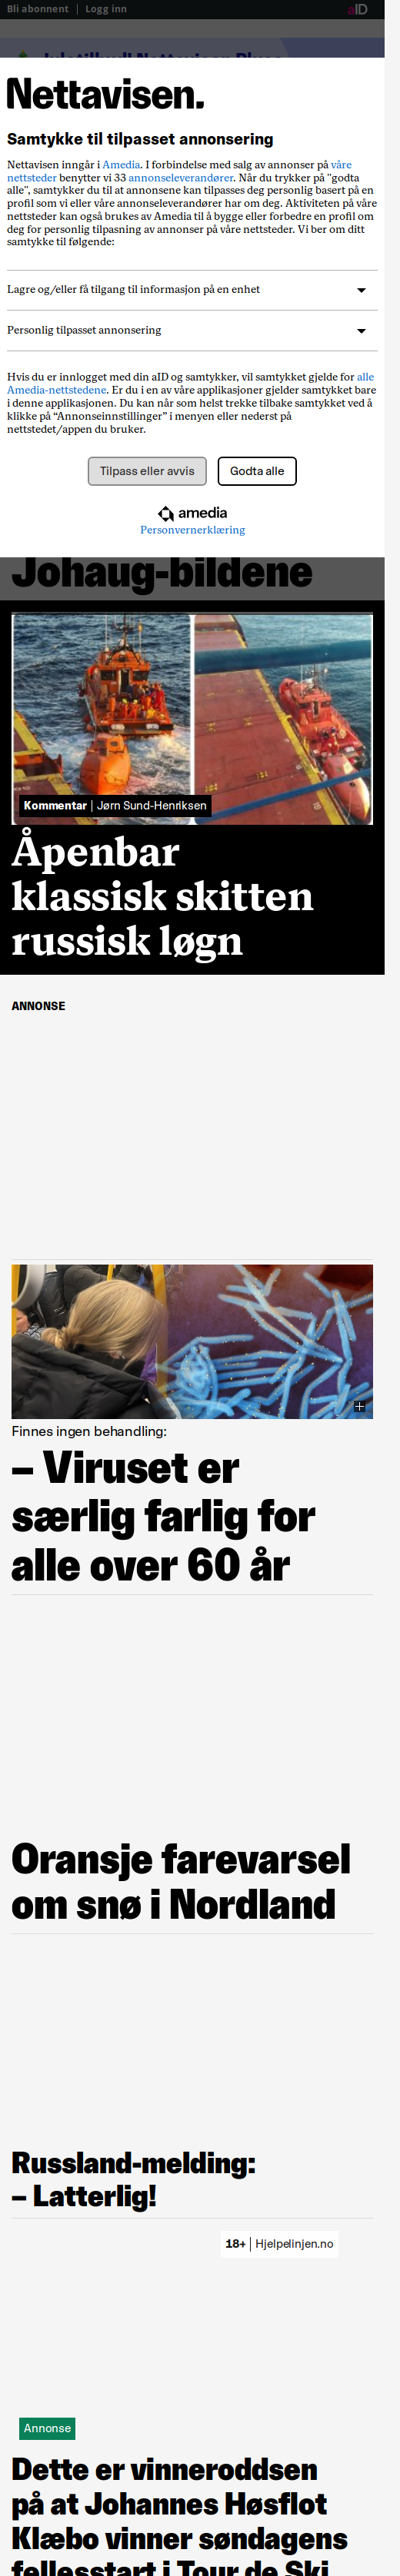 Bli abonnent | Logg inn
aID
Nettavisen.
Samtykke til tilpasset annonsering
Nettavisen inngår i Amedia. I forbindelse med salg av annonser på våre
nettsteder benytter vi 33 annonseleverandører. Når du trykker på "godta
alle", samtykker du til at annonsene kan tilpasses deg personlig basert på en
profil som vi eller våre annonseleverandører har om deg. Aktiviteten på våre
nettsteder kan også brukes av Amedia til å bygge eller forbedre en profil om
deg for personlig tilpasning av annonser på våre nettsteder. Vi ber om ditt
samtykke til følgende:
Lagre og/eller få tilgang til informasjon på en enhet
Personlig tilpasset annonsering
Hvis du er innlogget med din aID og samtykker, vil samtykket gjelde for alle
Amedia-nettstedene. Er du i en av våre applikasjoner gjelder samtykket bare
i denne applikasjonen. Du kan når som helst trekke tilbake samtykket ved å
klikke på “Annonseinnstillinger” i menyen eller nederst på
nettstedet/appen du bruker.
Tilpass eller avvis
Godta alle
amedia
Personvernerklæring
Johaug-bildene
Kommentar | Jørn Sund-Henriksen
Åpenbar
klassisk skitten
russisk løgn
ANNONSE
Finnes ingen behandling:
– Viruset er
særlig farlig for
alle over 60 år
Oransje farevarsel
om snø i Nordland
Russland-melding:
– Latterlig!
18+ | Hjelpelinjen.no
Annonse
Dette er vinneroddsen
på at Johannes Høsflot
Klæbo vinner søndagens
fellesstart i Tour de Ski